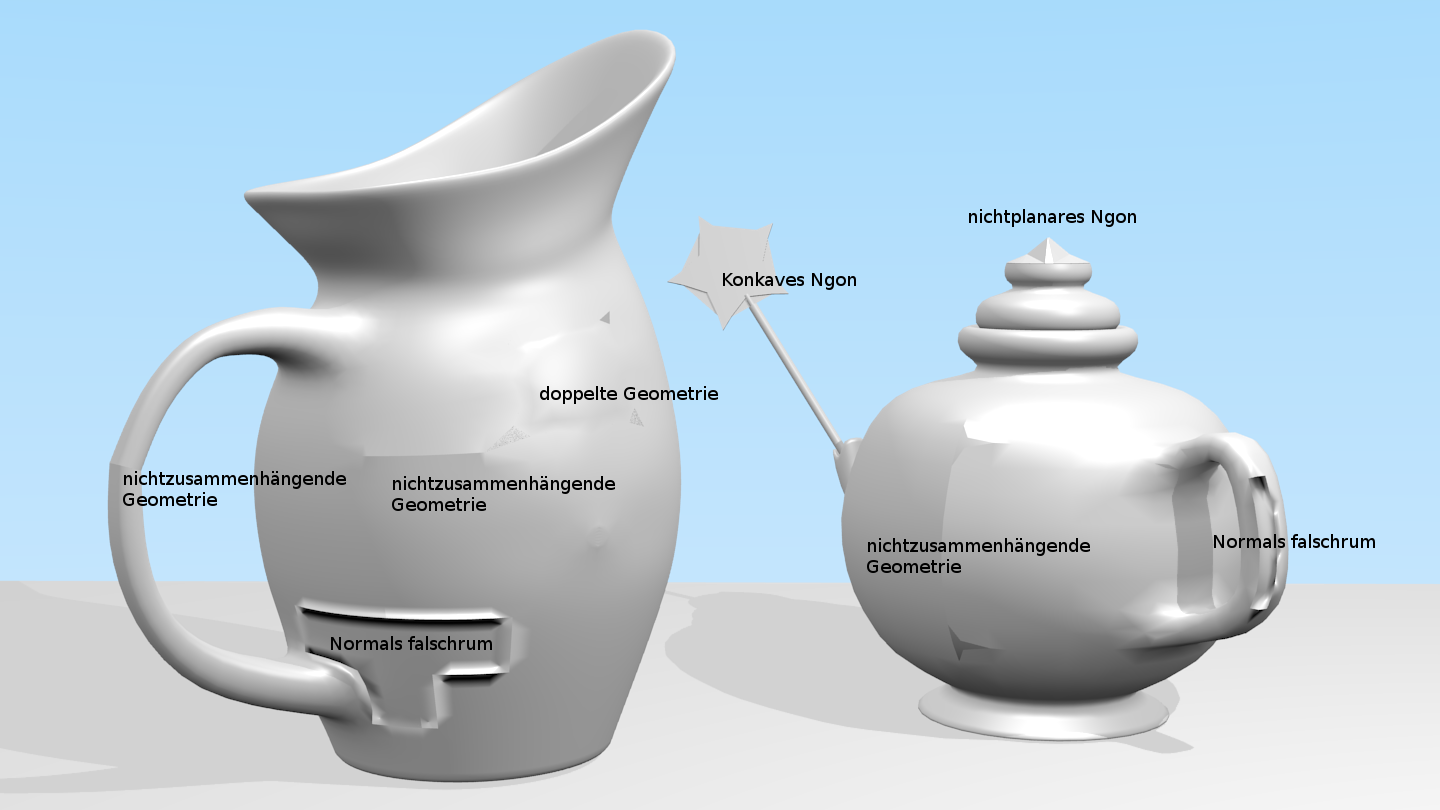 nichtplanares Ngon
Konkaves Ngon
doppelte Geometrie
nichtzusammenhängende
Geometrie
nichtzusammenhängende
Geometrie
nichtzusammenhängende
Geometrie
Normals falschrum
Normals falschrum